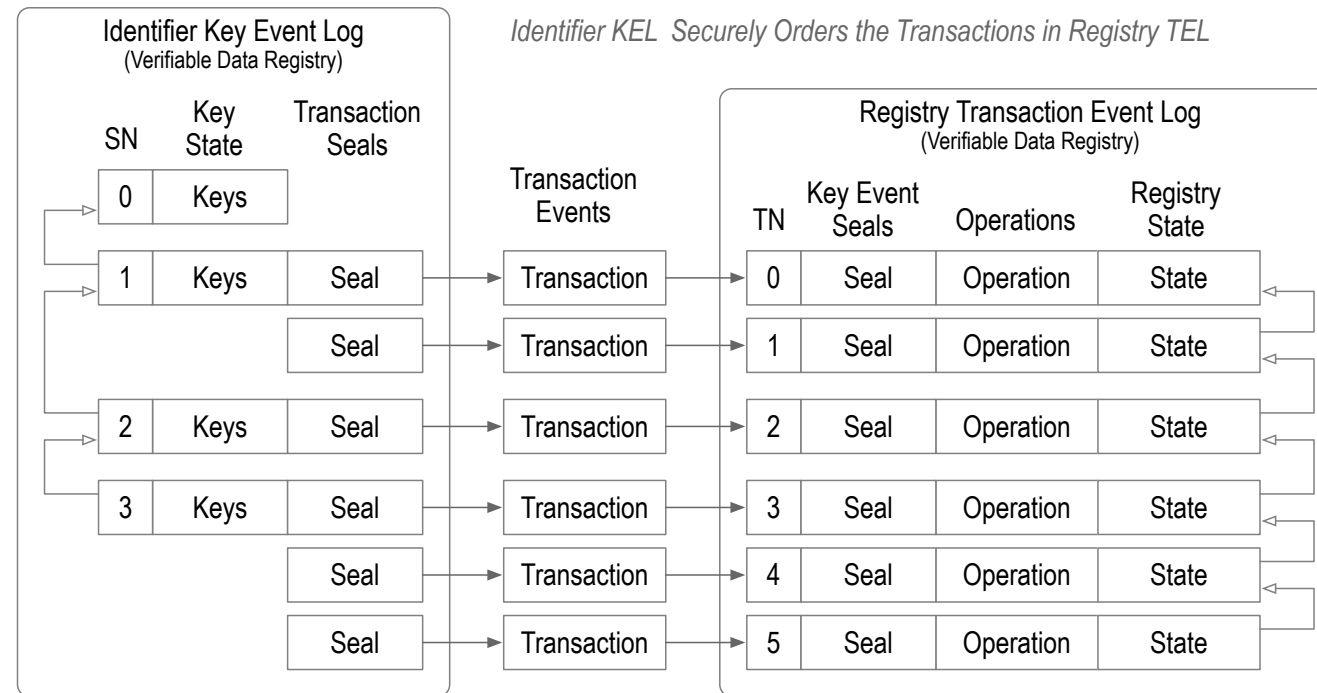 Identifier Key Event Log
(Verifiable Data Registry)
Identifier KEL Securely Orders the Transactions in Registry TEL
SN
Key
State
Transaction
Seals
Transaction
Events
Registry Transaction Event Log
(Verifiable Data Registry)
TN
Key Event
Seals
Operations
Registry
State
0 Keys
1 Keys Seal Transaction 0 Seal Operation State
Seal Transaction 1 Seal Operation State
2 Keys Seal Transaction 2 Seal Operation State
3 Keys Seal Transaction 3 Seal Operation State
Seal Transaction 4 Seal Operation State
Seal Transaction 5 Seal Operation State